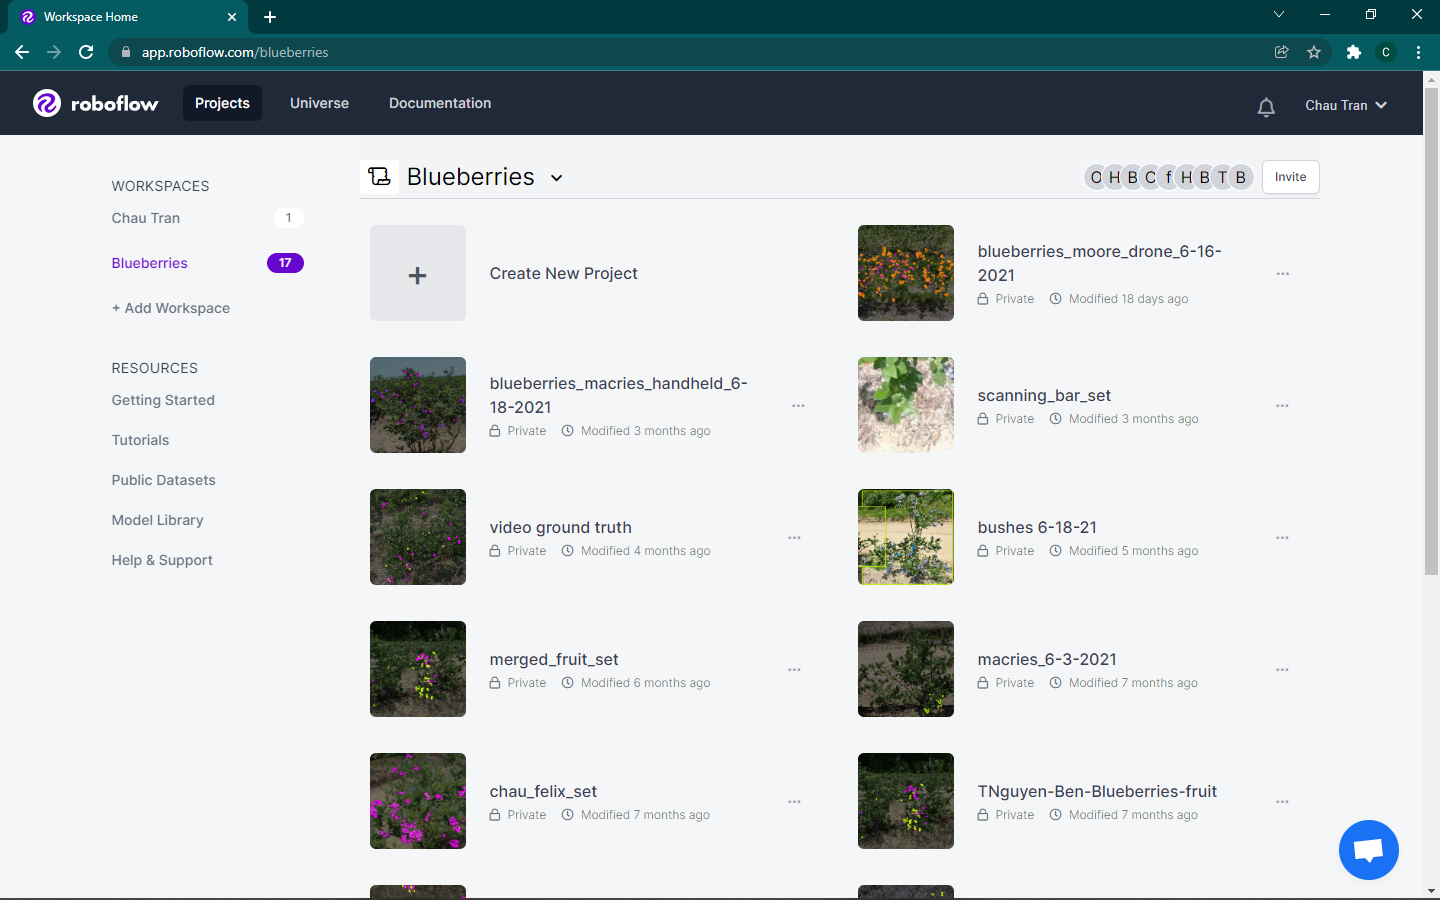 Workspace Home
app.roboflow.com/blueberries
C
roboflow
Projects
Universe
Documentation
Chau Tran
WORKSPACES
Chau Tran
1
Blueberries
17
+ Add Workspace
RESOURCES
Getting Started
Tutorials
Public Datasets
Model Library
Help & Support
Blueberries
H B f H B T B
Invite
Create New Project
blueberries_moore_drone_6-16-
2021
Private
Modified 18 days ago
blueberries_macries_handheld_6-
18-2021
Private
Modified 3 months ago
scanning_bar_set
Private
Modified 3 months ago
video ground truth
Private
Modified 4 months ago
bushes 6-18-21
Private
Modified 5 months ago
merged_fruit_set
Private
Modified 6 months ago
macries_6-3-2021
Private
Modified 7 months ago
chau_felix_set
Private
Modified 7 months ago
TNguyen-Ben-Blueberries-fruit
Private
Modified 7 months ago